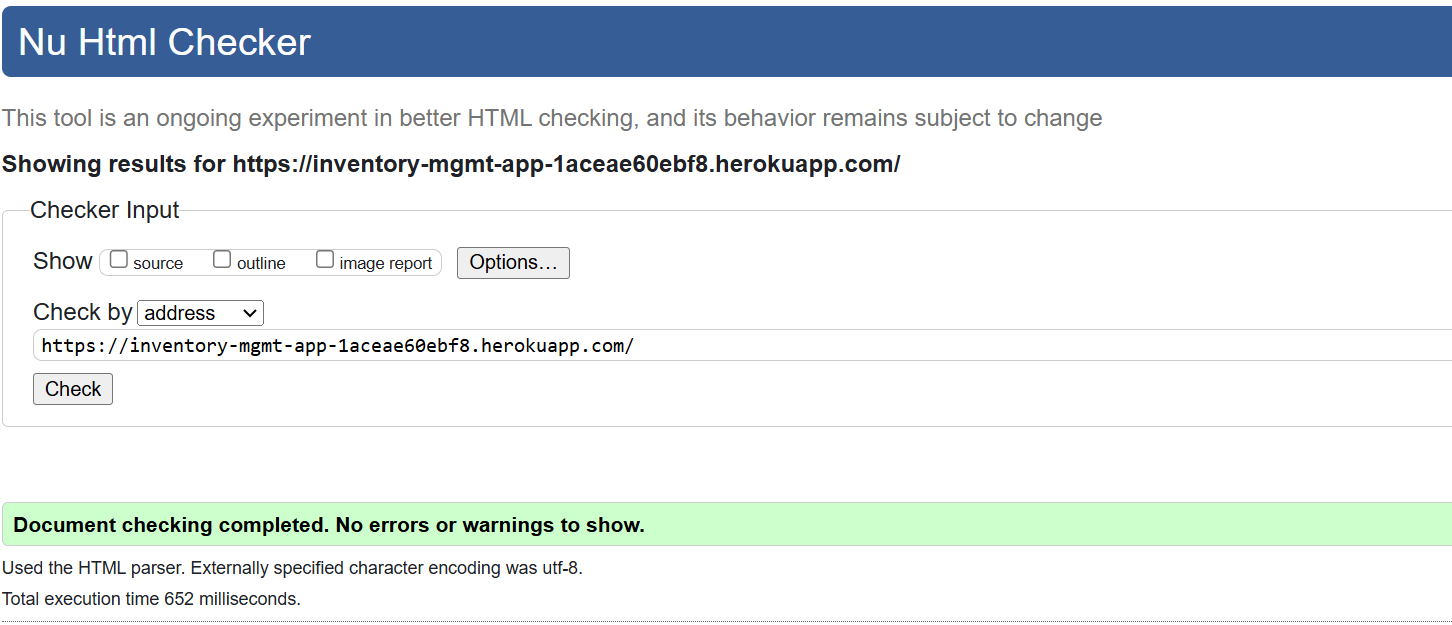 Nu Html Checker
This tool is an ongoing experiment in better HTML checking, and its behavior remains subject to change
Showing results for https://inventory-mgmt-app-1aceae60ebf8.herokuapp.com/
Checker Input
Show source outline image report Options...
Check by address
https://inventory-mgmt-app-1aceae60ebf8.herokuapp.com/
Check
Document checking completed. No errors or warnings to show.
Used the HTML parser. Externally specified character encoding was utf-8.
Total execution time 652 milliseconds.